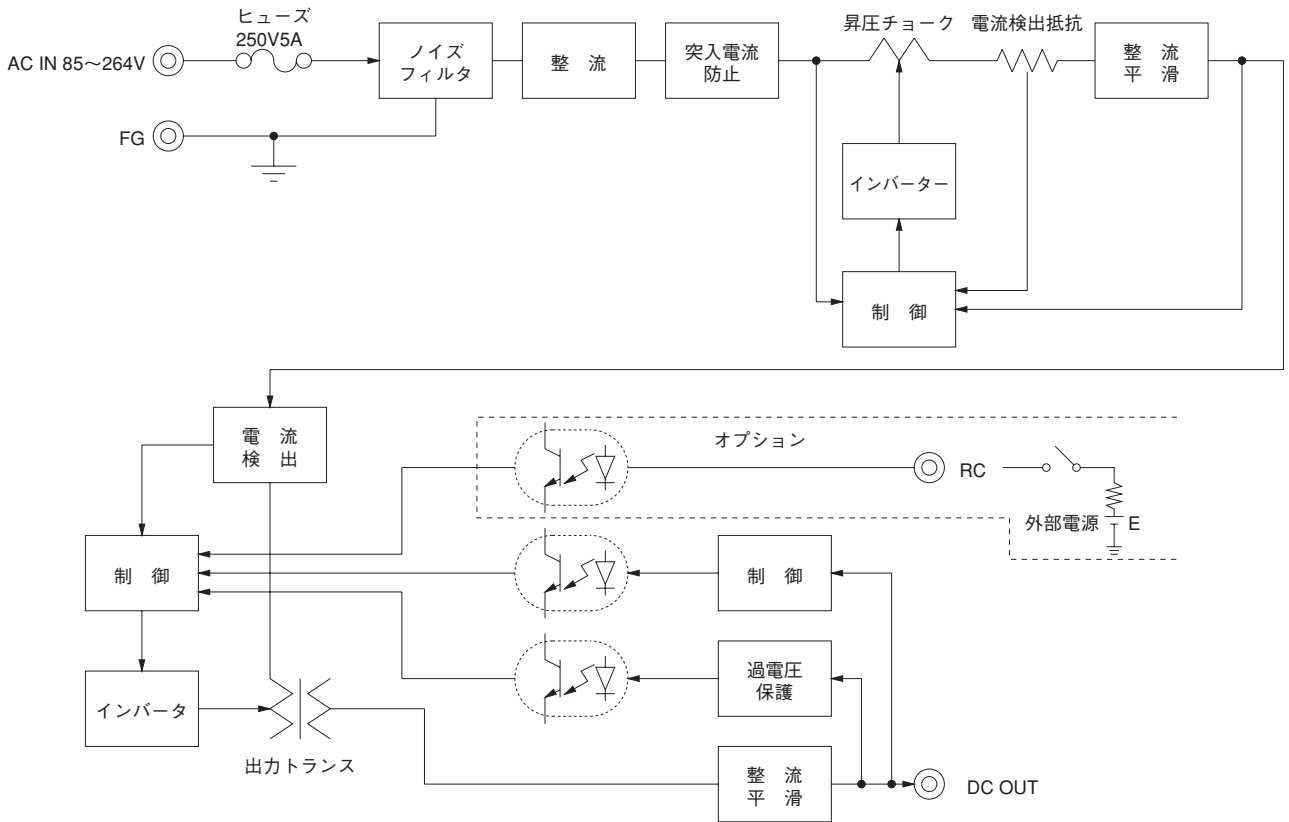 ヒューズ
250V5A
AC IN 85～264V
FG
ノイズ
フィルタ
整 流
突入電流
防止
昇圧チョーク
電流検出抵抗
整 流
平 滑
インバーター
制 御
電 流
検 出
オプション
RC
外部電源
E
制 御
制 御
過電圧
保護
インバータ
出力トランス
整 流
平 滑
DC OUT